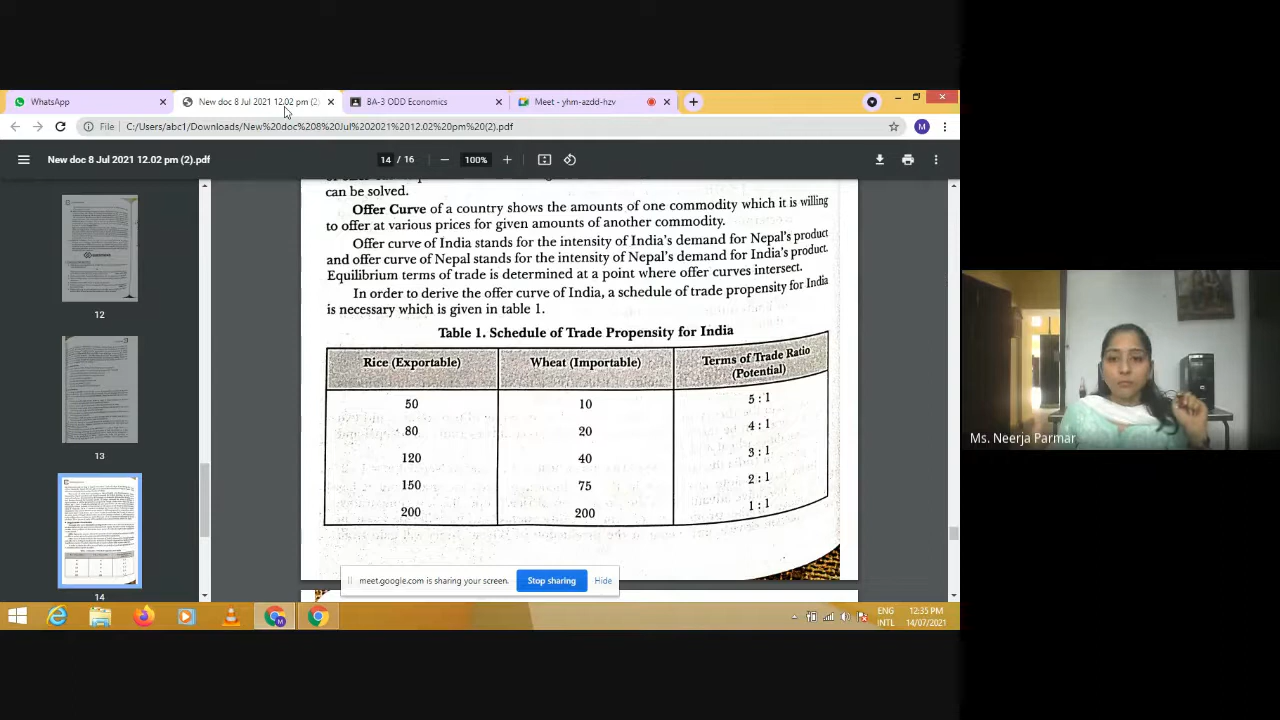 WhatsApp
New doc 8 Jul 2021 12.02 pm (2)
BA-3 ODD Economics
Meet - yhm-azdd-hzv
File
C:/Users/abc1/Downloads/New%20doc%208%20Jul%202021%2012.02%20pm%20(2).pdf
M
New doc 8 Jul 2021 12.02 pm (2).pdf
14 / 16
100%
12
13
14
can be solved.
Offer Curve of a country shows the amounts of one commodity which it is willing
to offer at various prices for given amounts of another commodity.
Offer curve of India stands for the intensity of India's demand for Nepal's product
and offer curve of Nepal stands for the intensity of Nepal's demand for India's product.
Equilibrium terms of trade is determined at a point where offer curves intersect.
In order to derive the offer curve of India, a schedule of trade propensity for India
is necessary which is given in table 1.
Table 1. Schedule of Trade Propensity for India
Rice (Exportable) Wheat (Importable) Terms of Trade Ratio
(Potential)
50 10 5 : 1
80 20 4 : 1
120 40 3 : 1
150 75 2 : 1
200 200 1 : 1
meet.google.com is sharing your screen.
Stop sharing
Hide
ENG
INTL
12:35 PM
14/07/2021
Ms. Neerja Parmar